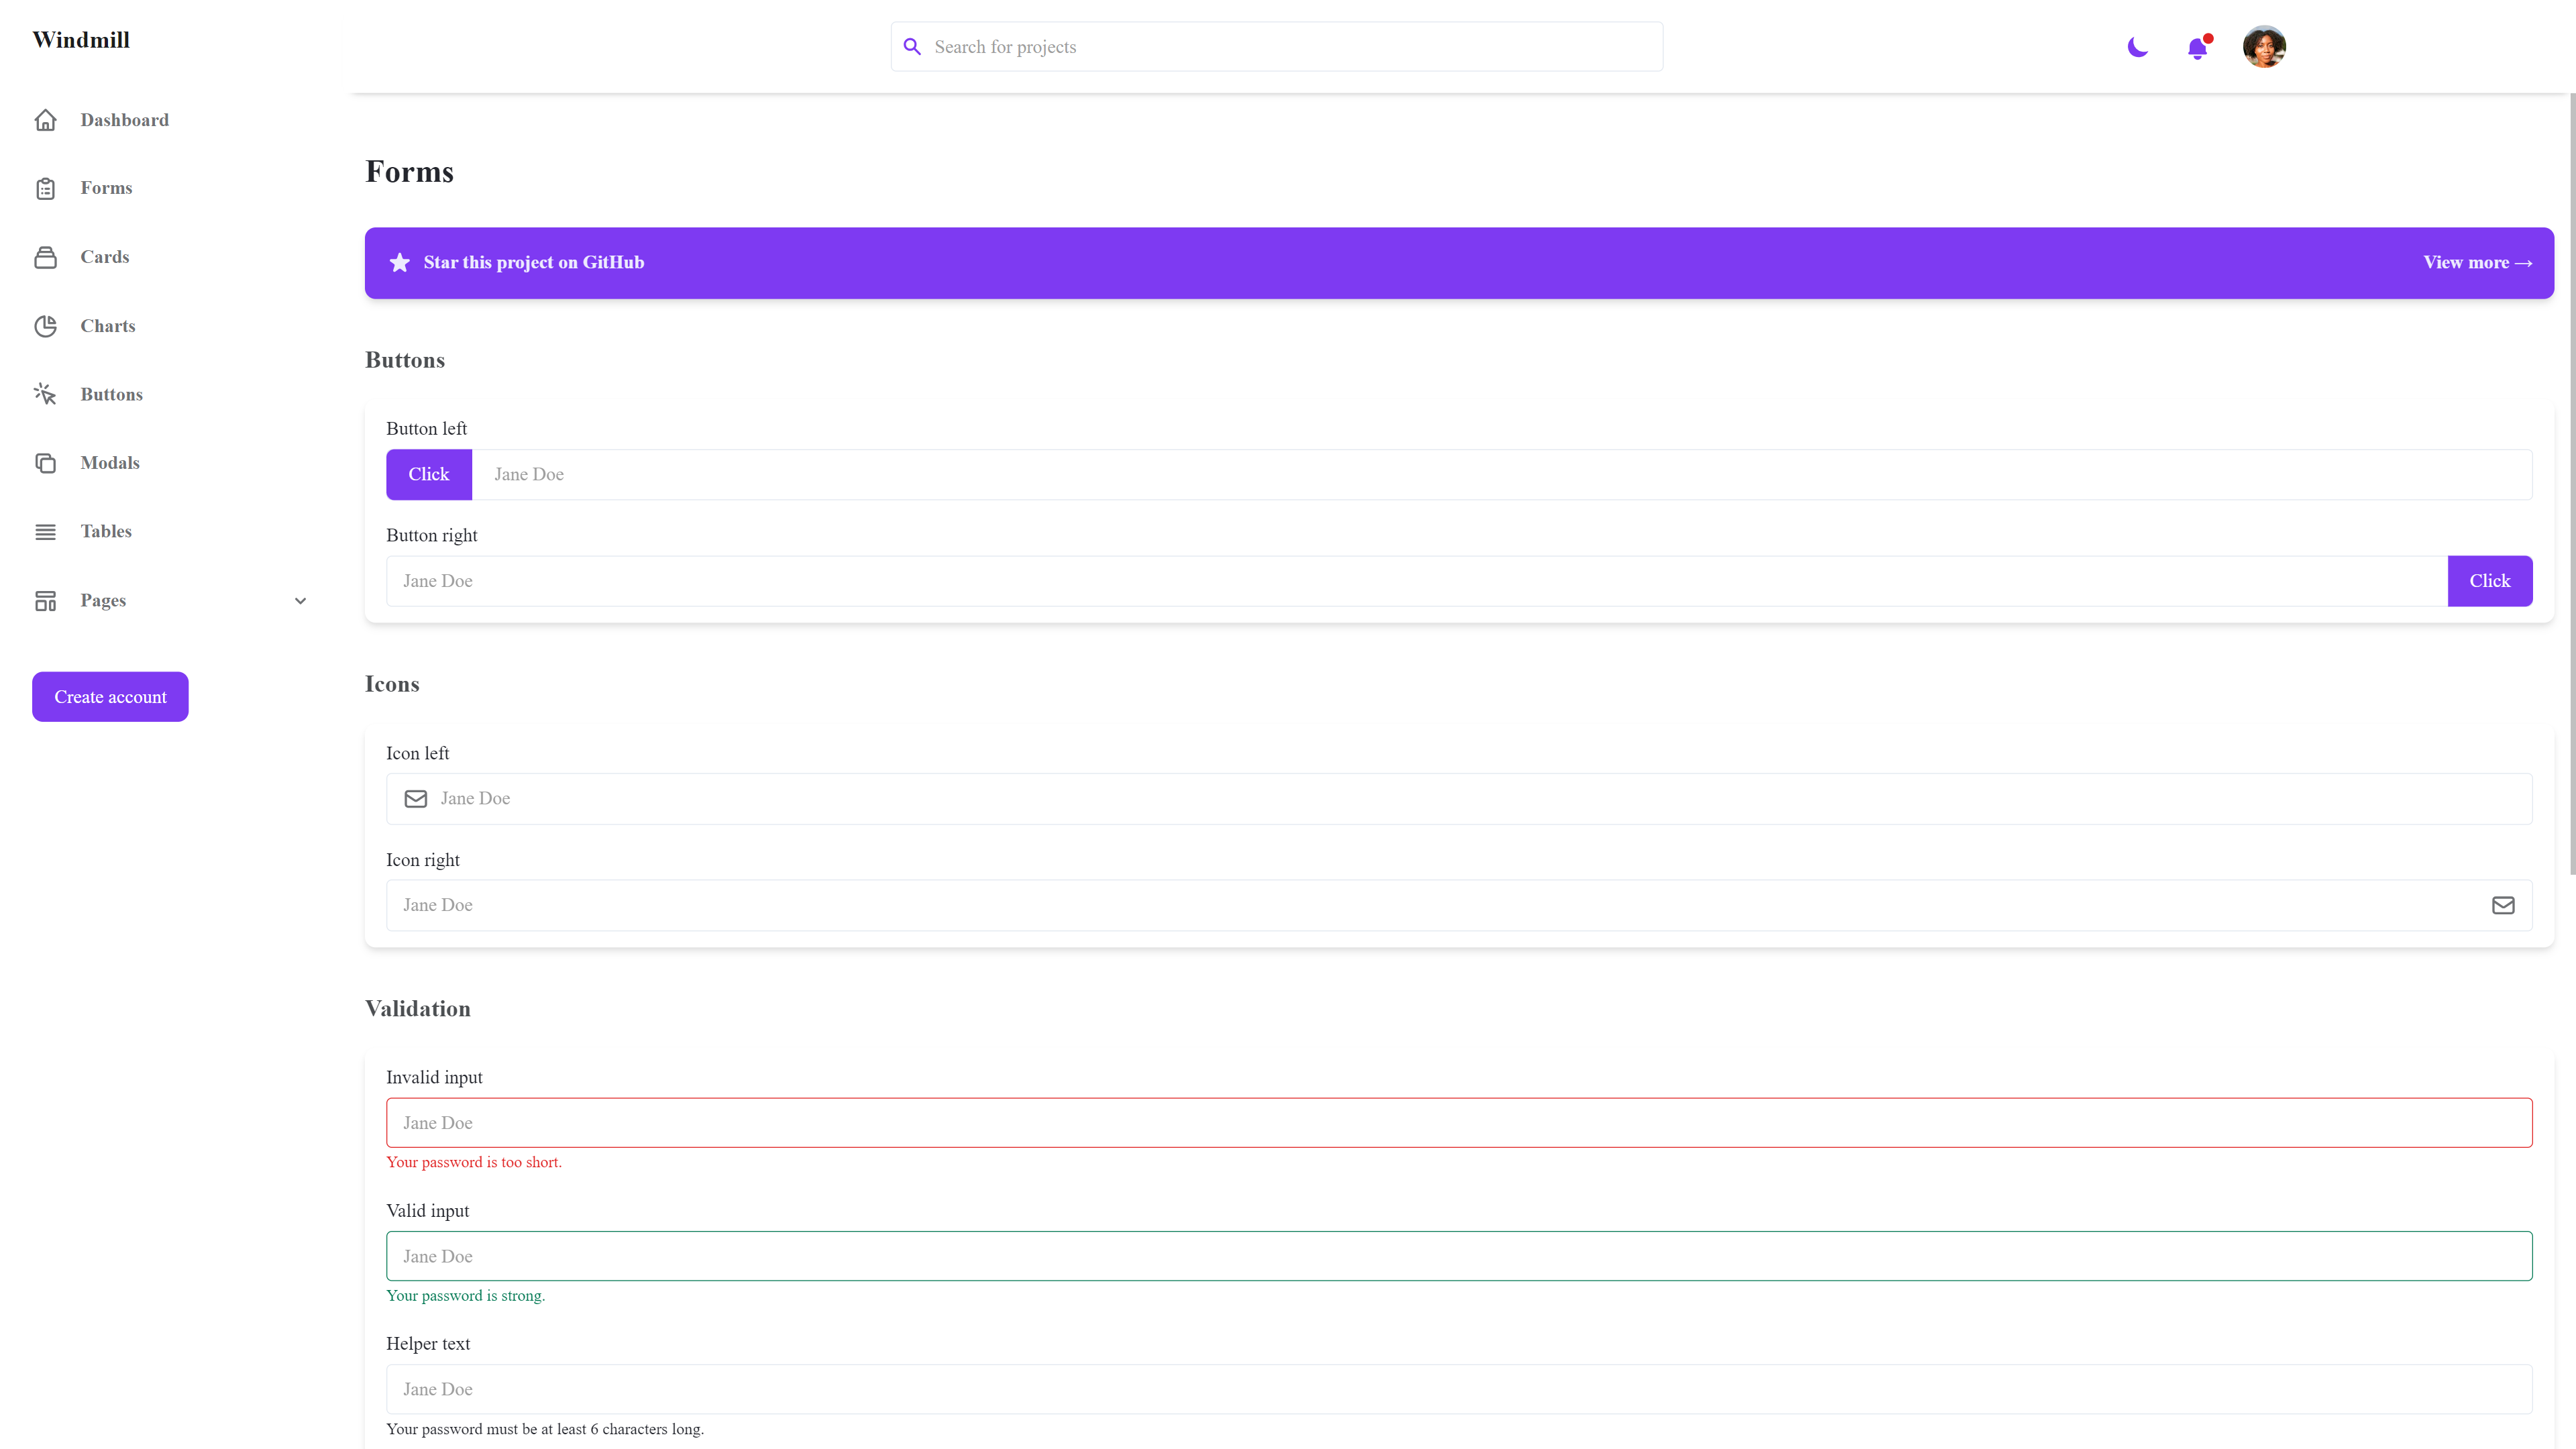 Windmill
Search for projects
Dashboard
Forms
Cards
Charts
Buttons
Modals
Tables
Pages
Create account
Forms
Star this project on GitHub
View more →
Buttons
Button left
Click
Jane Doe
Button right
Jane Doe
Click
Icons
Icon left
Jane Doe
Icon right
Jane Doe
Validation
Invalid input
Jane Doe
Your password is too short.
Valid input
Jane Doe
Your password is strong.
Helper text
Jane Doe
Your password must be at least 6 characters long.